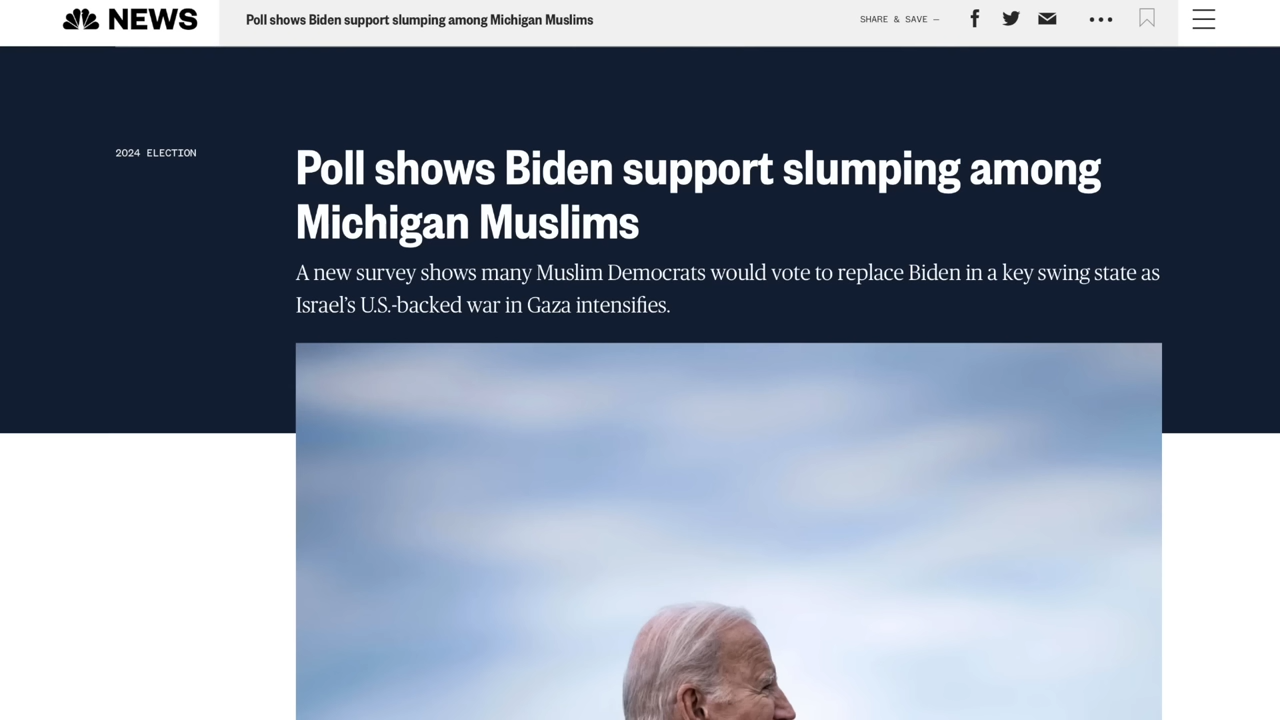 NEWS
Poll shows Biden support slumping among Michigan Muslims
SHARE & SAVE —
2024 ELECTION
Poll shows Biden support slumping among
Michigan Muslims
A new survey shows many Muslim Democrats would vote to replace Biden in a key swing state as
Israel’s U.S.-backed war in Gaza intensifies.